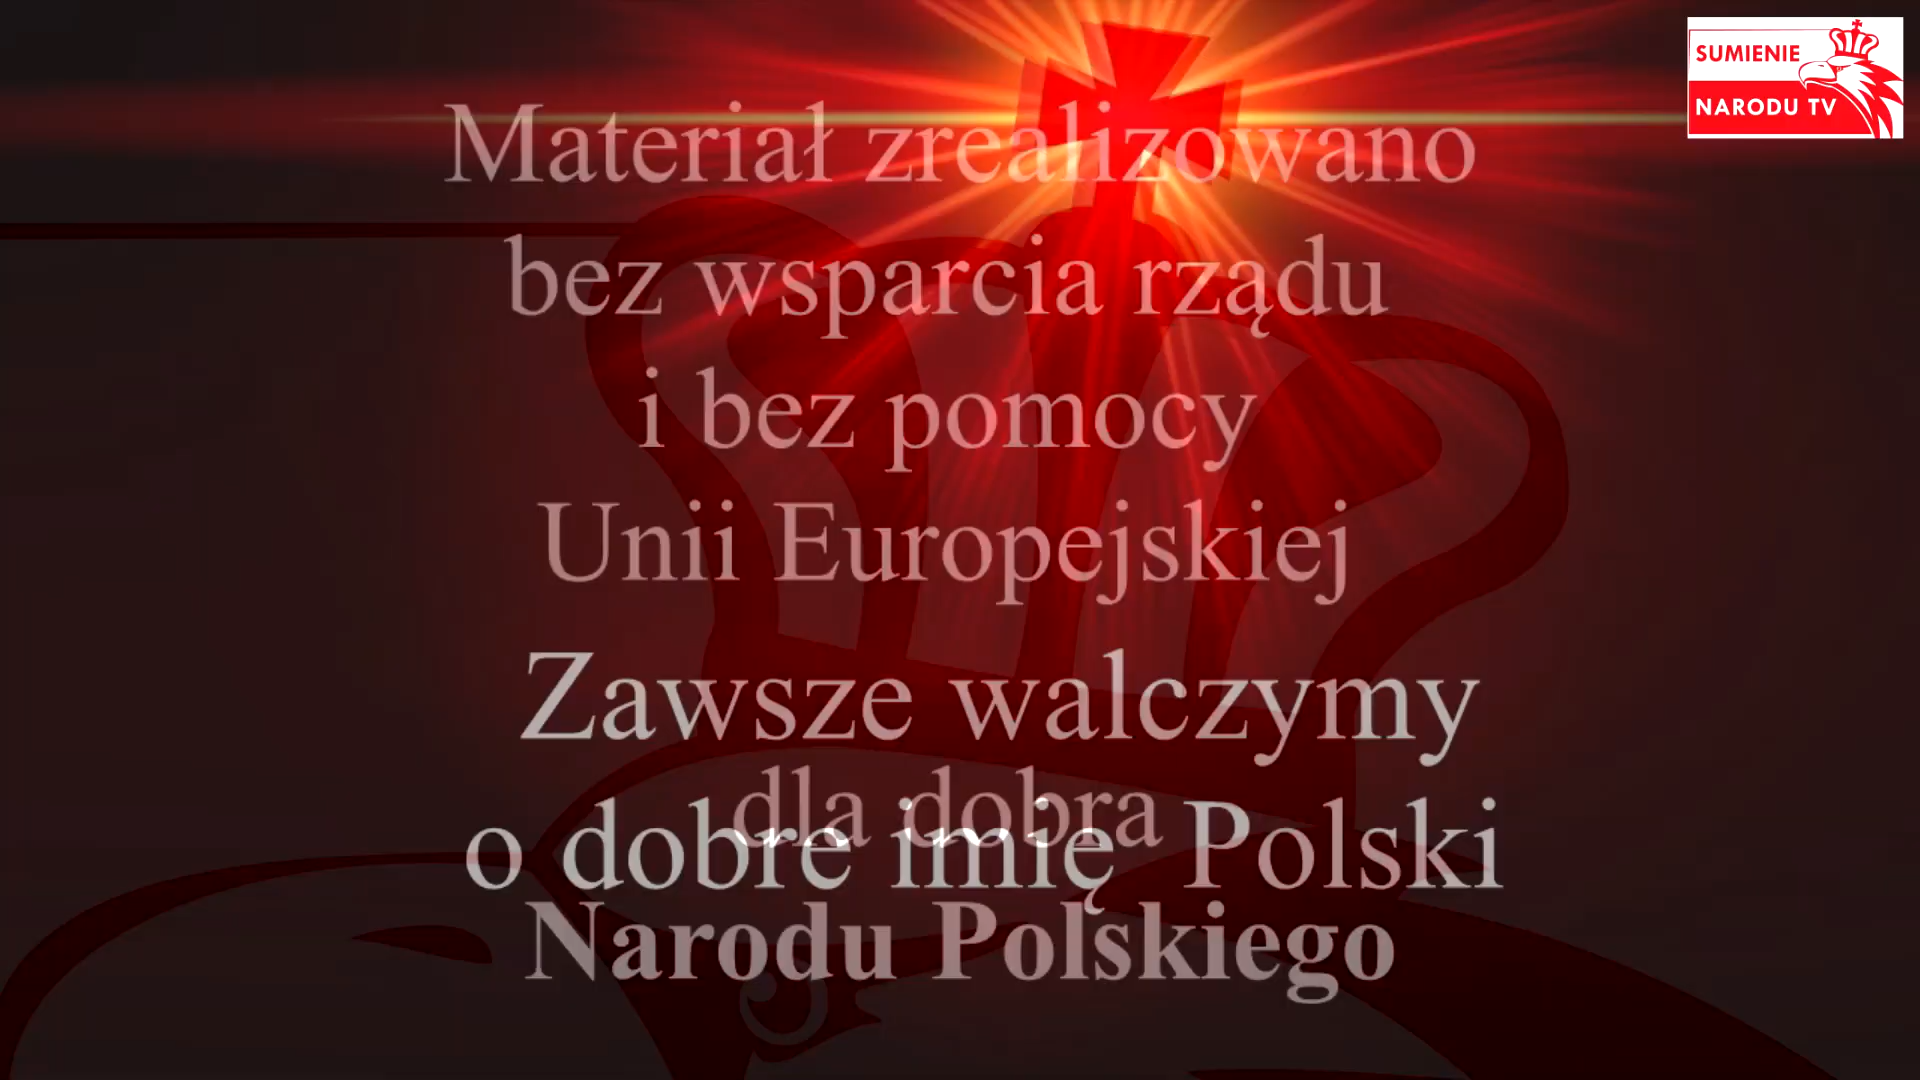 SUMIENIE
NARODU TV
Materiał zrealizowano
bez wsparcia rządu
i bez pomocy
Unii Europejskiej
Zawsze walczymy
dla dobra
o dobre imię Polski
Narodu Polskiego